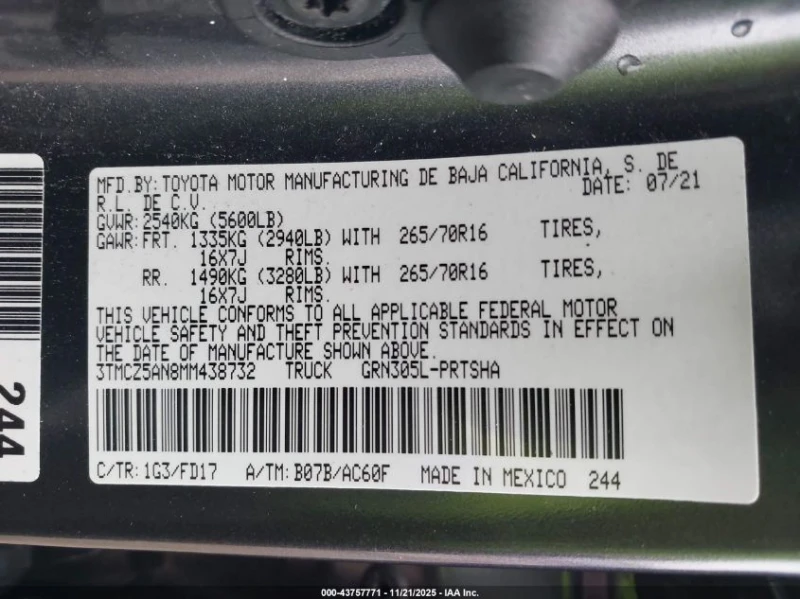 MFD.BY:TOYOTA MOTOR MANUFACTURING DE BAJA CALIFORNIA, S. DE
R.L. DE C.V. DATE: 07/21
GVWR:2540KG (5600LB)
GAWR:FRT. 1335KG (2940LB) WITH 265/70R16 TIRES,
16X7J RIMS.
RR. 1490KG (3280LB) WITH 265/70R16 TIRES,
16X7J RIMS.
THIS VEHICLE CONFORMS TO ALL APPLICABLE FEDERAL MOTOR
VEHICLE SAFETY AND THEFT PREVENTION STANDARDS IN EFFECT ON
THE DATE OF MANUFACTURE SHOWN ABOVE.
3TMCZ5AN8MM438732 TRUCK GRN305L-PRTSHA
C/TR:1G3/FD17 A/TM:B07B/AC60F MADE IN MEXICO 244
244
000-43757771 - 11/21/2025 - IAA Inc.